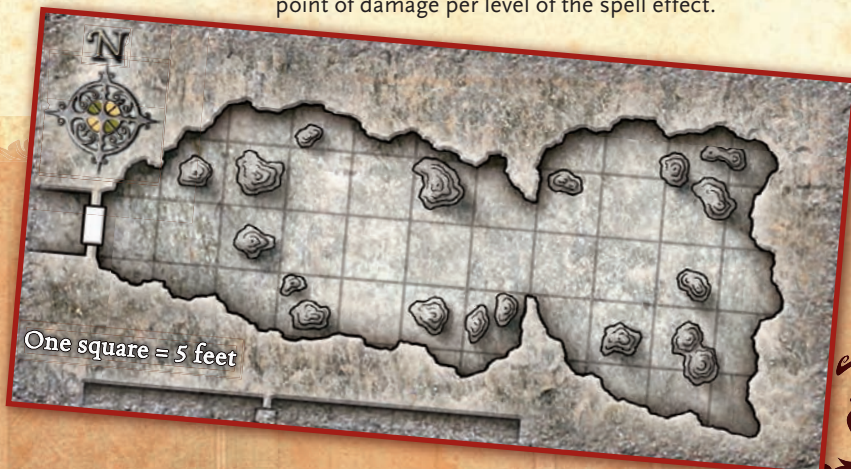 point of damage per level of the spell effect.
N
One square = 5 feet